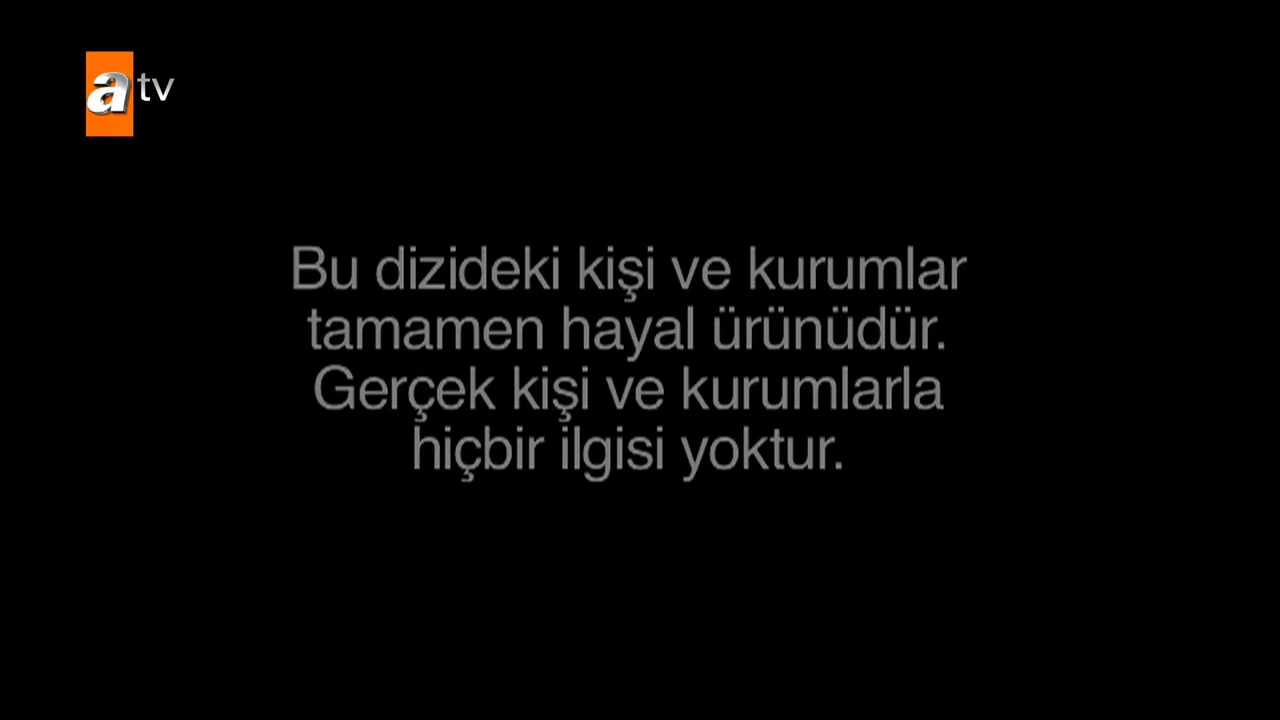 atv
Bu dizideki kişi ve kurumlar
tamamen hayal ürünüdür.
Gerçek kişi ve kurumlarla
hiçbir ilgisi yoktur.